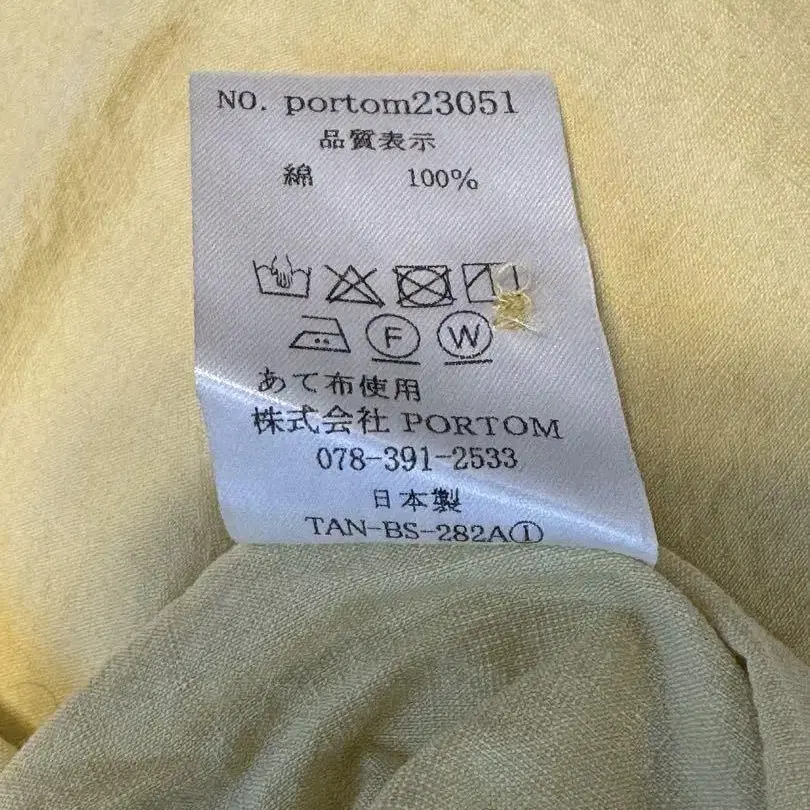 NO. portom23051
品質表示
綿 100%
F W
あて布使用
株式会社 PORTOM
078-391-2533
日本製
TAN-BS-282A①